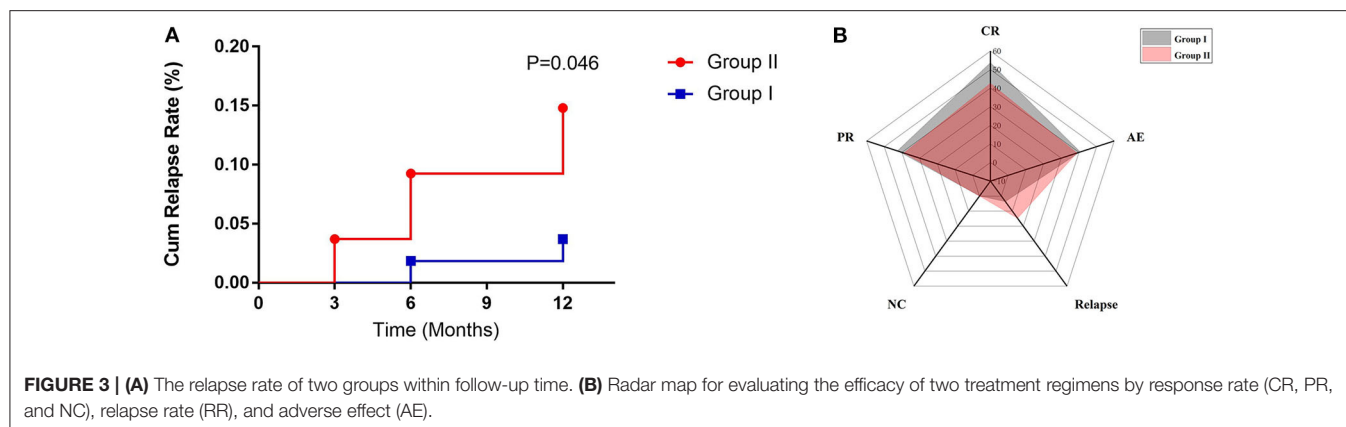 A
Cum Relapse Rate (%)
0.20
0.15
0.10
0.05
0.00
0
3
6
9
12
Time (Months)
P=0.046
Group II
Group I
B
CR
60
50
40
30
20
10
0
-10
PR
AE
NC
Relapse
Group I
Group II
FIGURE 3 | (A) The relapse rate of two groups within follow-up time. (B) Radar map for evaluating the efficacy of two treatment regimens by response rate (CR, PR,
and NC), relapse rate (RR), and adverse effect (AE).